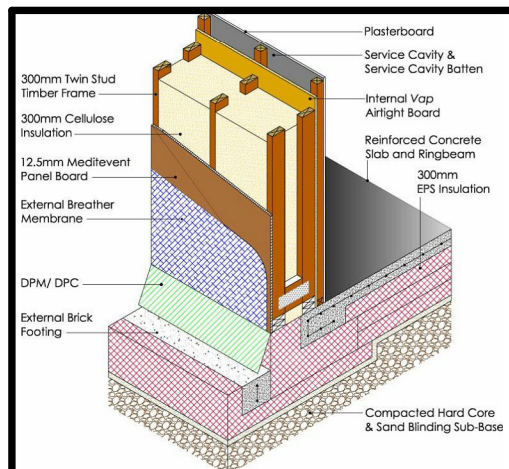 Plasterboard
Service Cavity &
Service Cavity Batten
300mm Twin Stud
Timber Frame
Internal Vap
Airtight Board
300mm Cellulose
Insulation
Reinforced Concrete
Slab and Ringbeam
12.5mm Meditevent
Panel Board
300mm
EPS Insulation
External Breather
Membrane
DPM/ DPC
External Brick
Footing
Compacted Hard Core
& Sand Blinding Sub-Base